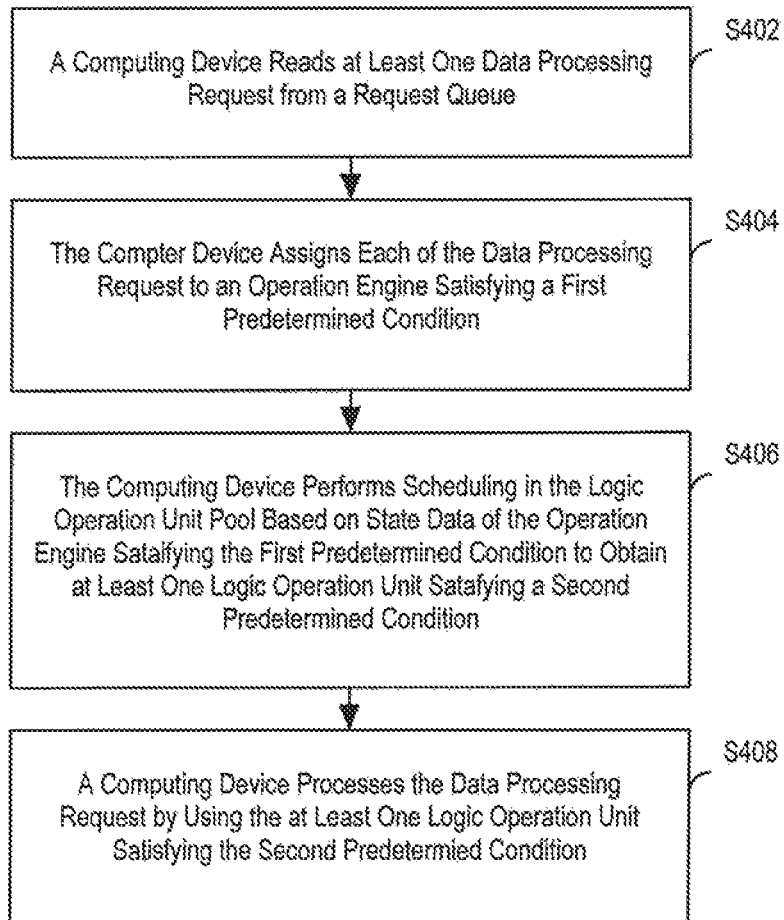 S402
A Computing Device Reads at Least One Data Processing
Request from a Request Queue
S404
The Compter Device Assigns Each of the Data Processing
Request to an Operation Engine Satisfying a First
Predetermined Condition
S406
The Computing Device Performs Scheduling in the Logic
Operation Unit Pool Based on State Data of the Operation
Engine Sataifying the First Predetermined Condition to Obtain
at Least One Logic Operation Unit Satafying a Second
Predetermined Condition
S408
A Computing Device Processes the Data Processing
Request by Using the at Least One Logic Operation Unit
Satisfying the Second Predetermied Condition